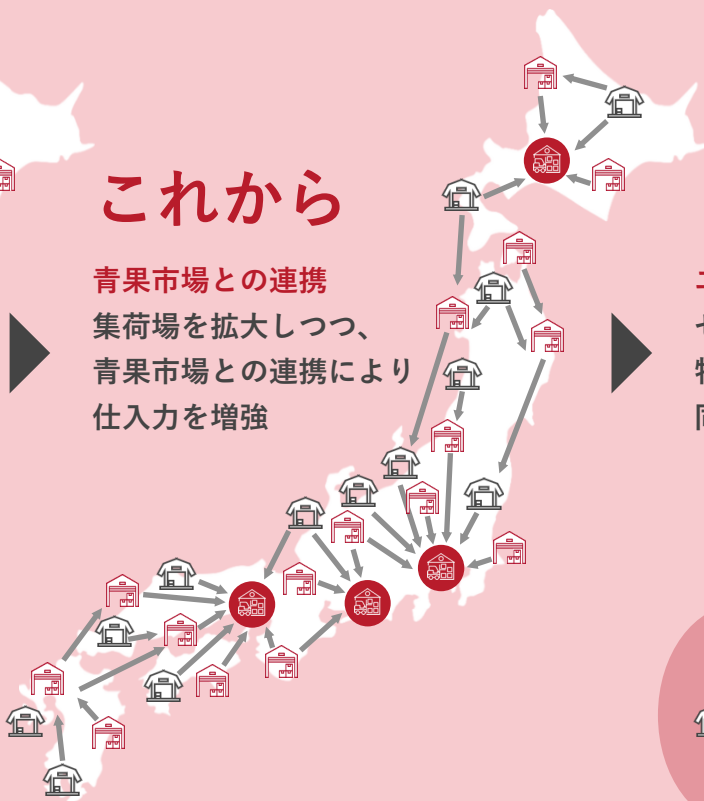 これから
青果市場との連携
集荷場を拡大しつつ、
青果市場との連携により
仕入力を増強